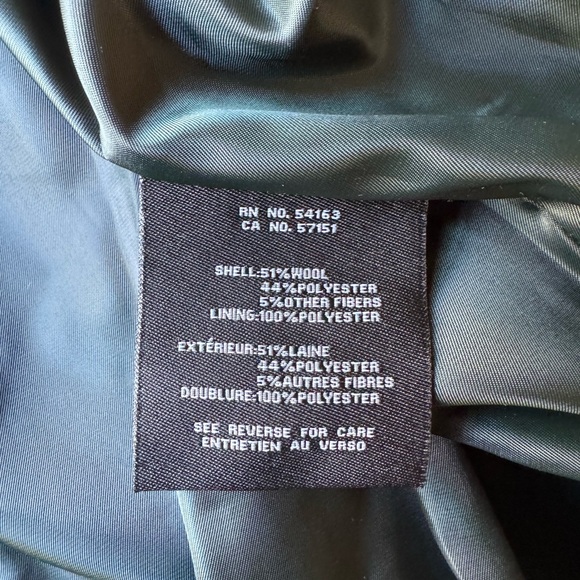 RN NO. 54163
CA NO. 57151
SHELL:51%WOOL
44%POLYESTER
5%OTHER FIBERS
LINING:100%POLYESTER
EXTÉRIEUR:51%LAINE
44%POLYESTER
5%AUTRES FIBRES
DOUBLURE:100%POLYESTER
SEE REVERSE FOR CARE
ENTRETIEN AU VERSO